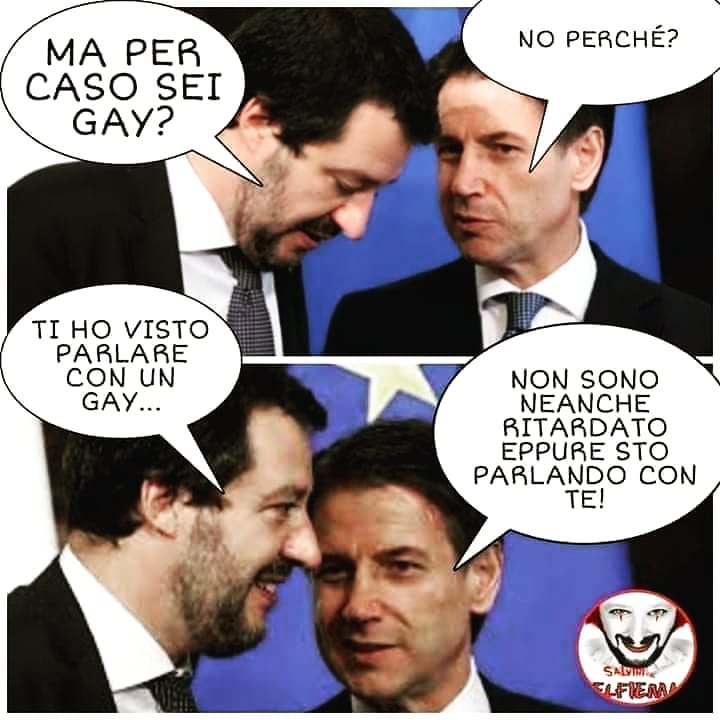 MA PER
CASO SEI
GAY?
NO PERCHÉ?
TI HO VISTO
PARLARE
CON UN
GAY...
NON SONO
NEANCHE
RITARDATO
EPPURE STO
PARLANDO CON
TE!